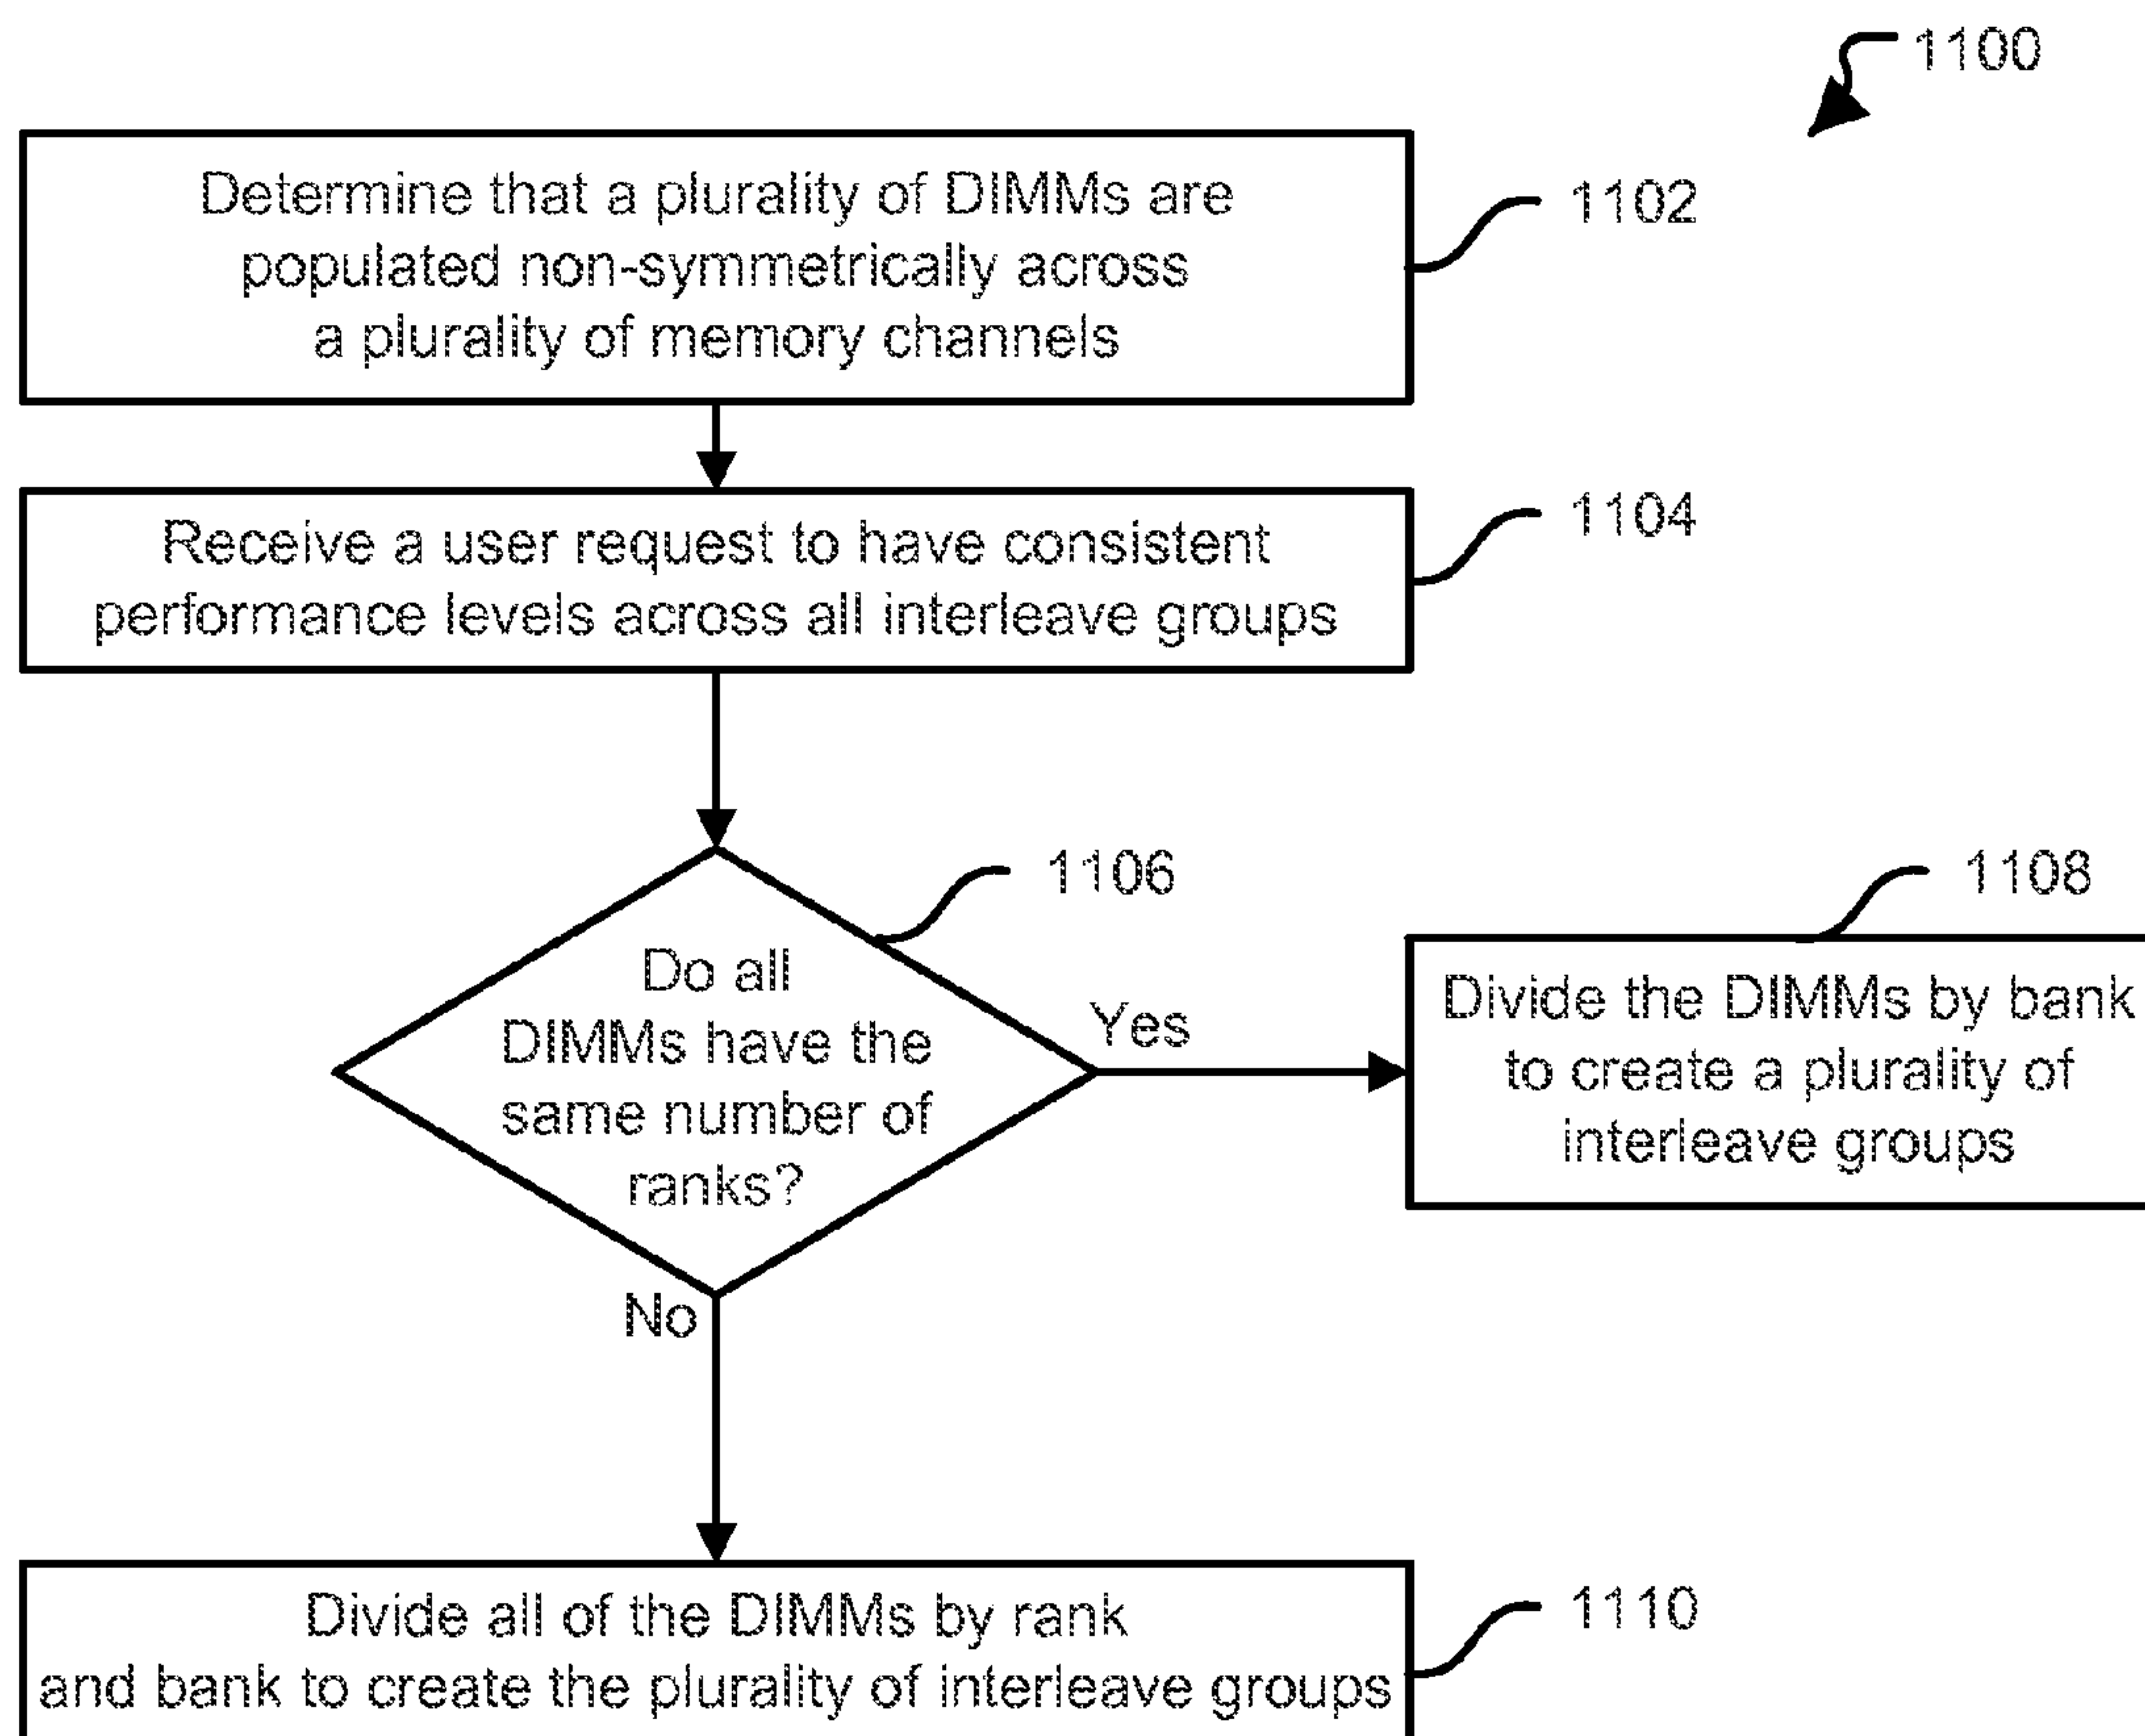 1100
Determine that a plurality of DIMMs are
populated non-symmetrically across
a plurality of memory channels
1102
Receive a user request to have consistent
performance levels across all interleave groups
1104
1106
Do all
DIMMs have the
same number of
ranks?
Yes
1108
Divide the DIMMs by bank
to create a plurality of
interleave groups
No
Divide all of the DIMMs by rank
and bank to create the plurality of interleave groups
1110